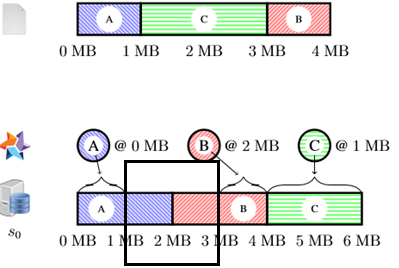 A C B
0 MB 1 MB 2 MB 3 MB 4 MB
A @ 0 MB B @ 2 MB C @ 1 MB
A B C
0 MB 1 MB 2 MB 3 MB 4 MB 5 MB 6 MB
s0